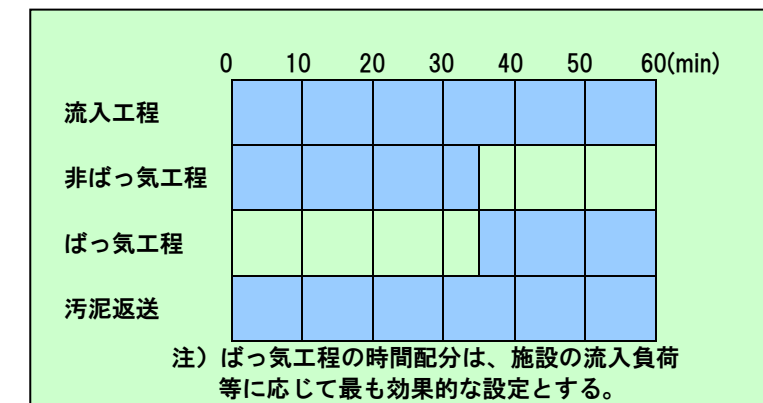 0 10 20 30 40 50 60(min)
流入工程
非ばっ気工程
ばっ気工程
汚泥返送
注）ばっ気工程の時間配分は、施設の流入負荷
等に応じて最も効果的な設定とする。